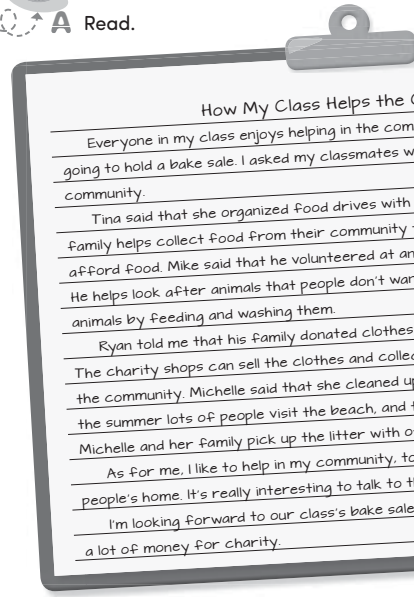 A Read.
How My Class Helps the
Everyone in my class enjoys helping in the com
going to hold a bake sale. I asked my classmates w
community.
Tina said that she organized food drives with
family helps collect food from their community
afford food. Mike said that he volunteered at an
He helps look after animals that people don't wan
animals by feeding and washing them.
Ryan told me that his family donated clothes
The charity shops can sell the clothes and collec
the community. Michelle said that she cleaned up
the summer lots of people visit the beach, and
Michelle and her family pick up the litter with o
As for me, I like to help in my community, to
people's home. It's really interesting to talk to th
I'm looking forward to our class's bake sale
a lot of money for charity.